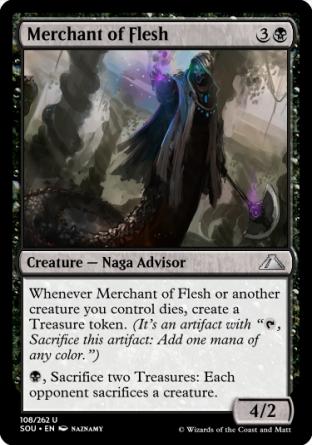 Merchant of Flesh 3
Creature — Naga Advisor
Whenever Merchant of Flesh or another
creature you control dies, create a
Treasure token. (It's an artifact with “,
Sacrifice this artifact: Add one mana of
any color.”)
, Sacrifice two Treasures: Each
opponent sacrifices a creature.
4/2
108/262 U
SOU • EN NAZNAMY
© Wizards of the Coast and Matt